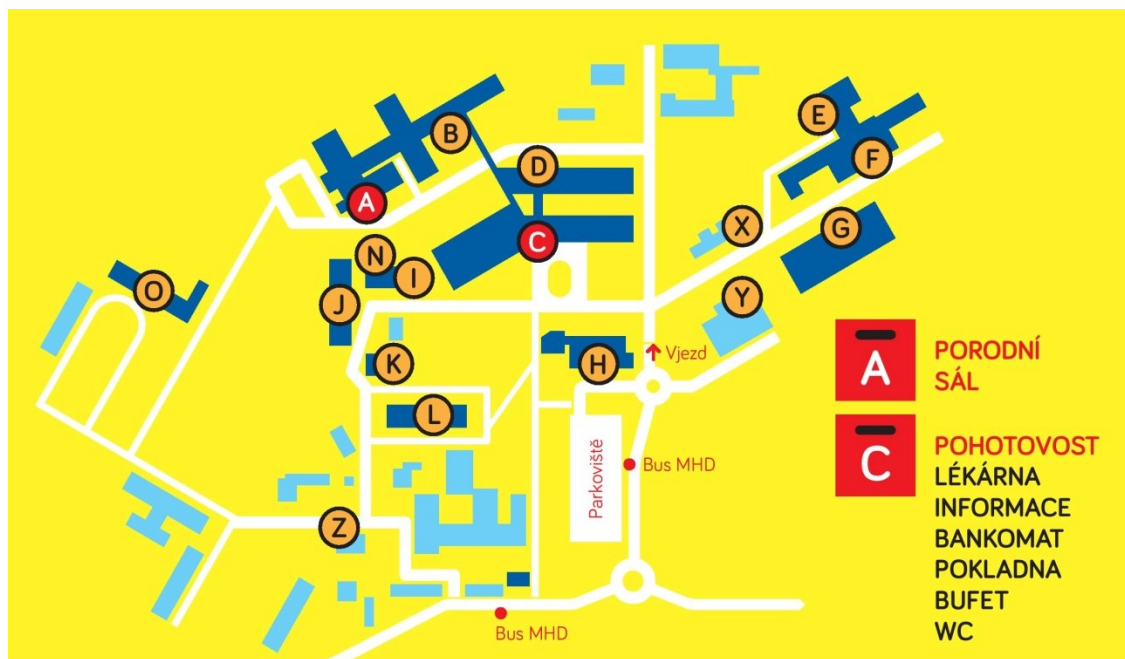 E
B
F
D
A
X
G
C
N
I
O
J
Y
K
H
Vjezd
L
Parkoviště
Bus MHD
Z
Bus MHD
A
PORODNÍ
SÁL
C
POHOTOVOST
LÉKÁRNA
INFORMACE
BANKOMAT
POKLADNA
BUFET
WC